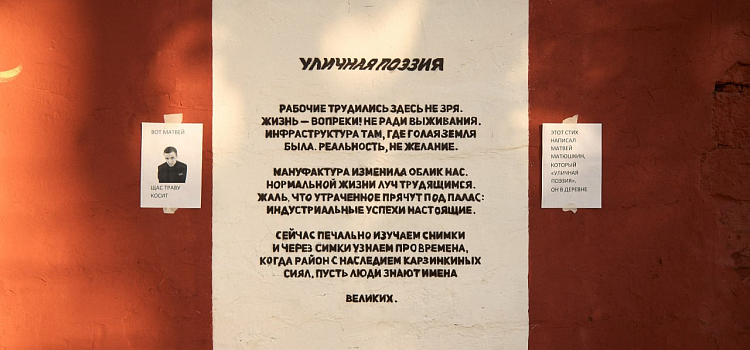 УЛИЧНАЯ ПОЭЗИЯ
РАБОЧИЕ ТРУДИЛИСЬ ЗДЕСЬ НЕ ЗРЯ.
ЖИЗНЬ — ВОПРЕКИ! НЕ РАДИ ВЫЖИВАНИЯ.
ИНФРАСТРУКТУРА ТАМ, ГДЕ ГОЛАЯ ЗЕМЛЯ
БЫЛА. РЕАЛЬНОСТЬ, НЕ ЖЕЛАНИЕ.
МАНУФАКТУРА ИЗМЕНИЛА ОБЛИК НАС.
НОРМАЛЬНОЙ ЖИЗНИ ЛУЧ ТРУДЯЩИМСЯ.
ЖАЛЬ, ЧТО УТРАЧЕННОЕ ПРЯЧУТ ПОД ПАЛАС:
ИНДУСТРИАЛЬНЫЕ УСПЕХИ НАСТОЯЩИЕ.
СЕЙЧАС ПЕЧАЛЬНО ИЗУЧАЕМ СНИМКИ
И ЧЕРЕЗ СИМКИ УЗНАЕМ ПРО ВРЕМЕНА,
КОГДА РАЙОН С НАСЛЕДИЕМ КАРЗИНКИНЫХ
СИЯЛ. ПУСТЬ ЛЮДИ ЗНАЮТ ИМЕНА
ВЕЛИКИХ.
ВОТ МАТВЕЙ
ЩАС ТРАВУ
КОСИТ
ЭТОТ СТИХ
НАПИСАЛ
МАТВЕЙ
МАТЮШКИН,
КОТОРЫЙ
«УЛИЧНАЯ
ПОЭЗИЯ»,
ОН В ДЕРЕВНЕ